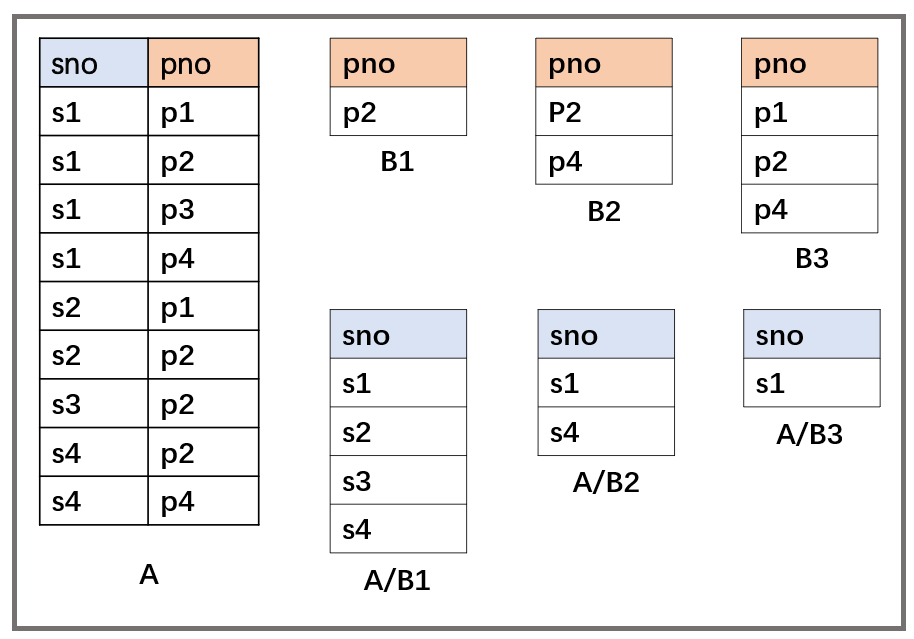 sno pno
s1 p1
s1 p2
s1 p3
s1 p4
s2 p1
s2 p2
s3 p2
s4 p2
s4 p4
A
pno
p2
B1
pno
P2
p4
B2
pno
p1
p2
p4
B3
sno
s1
s2
s3
s4
A/B1
sno
s1
s4
A/B2
sno
s1
A/B3